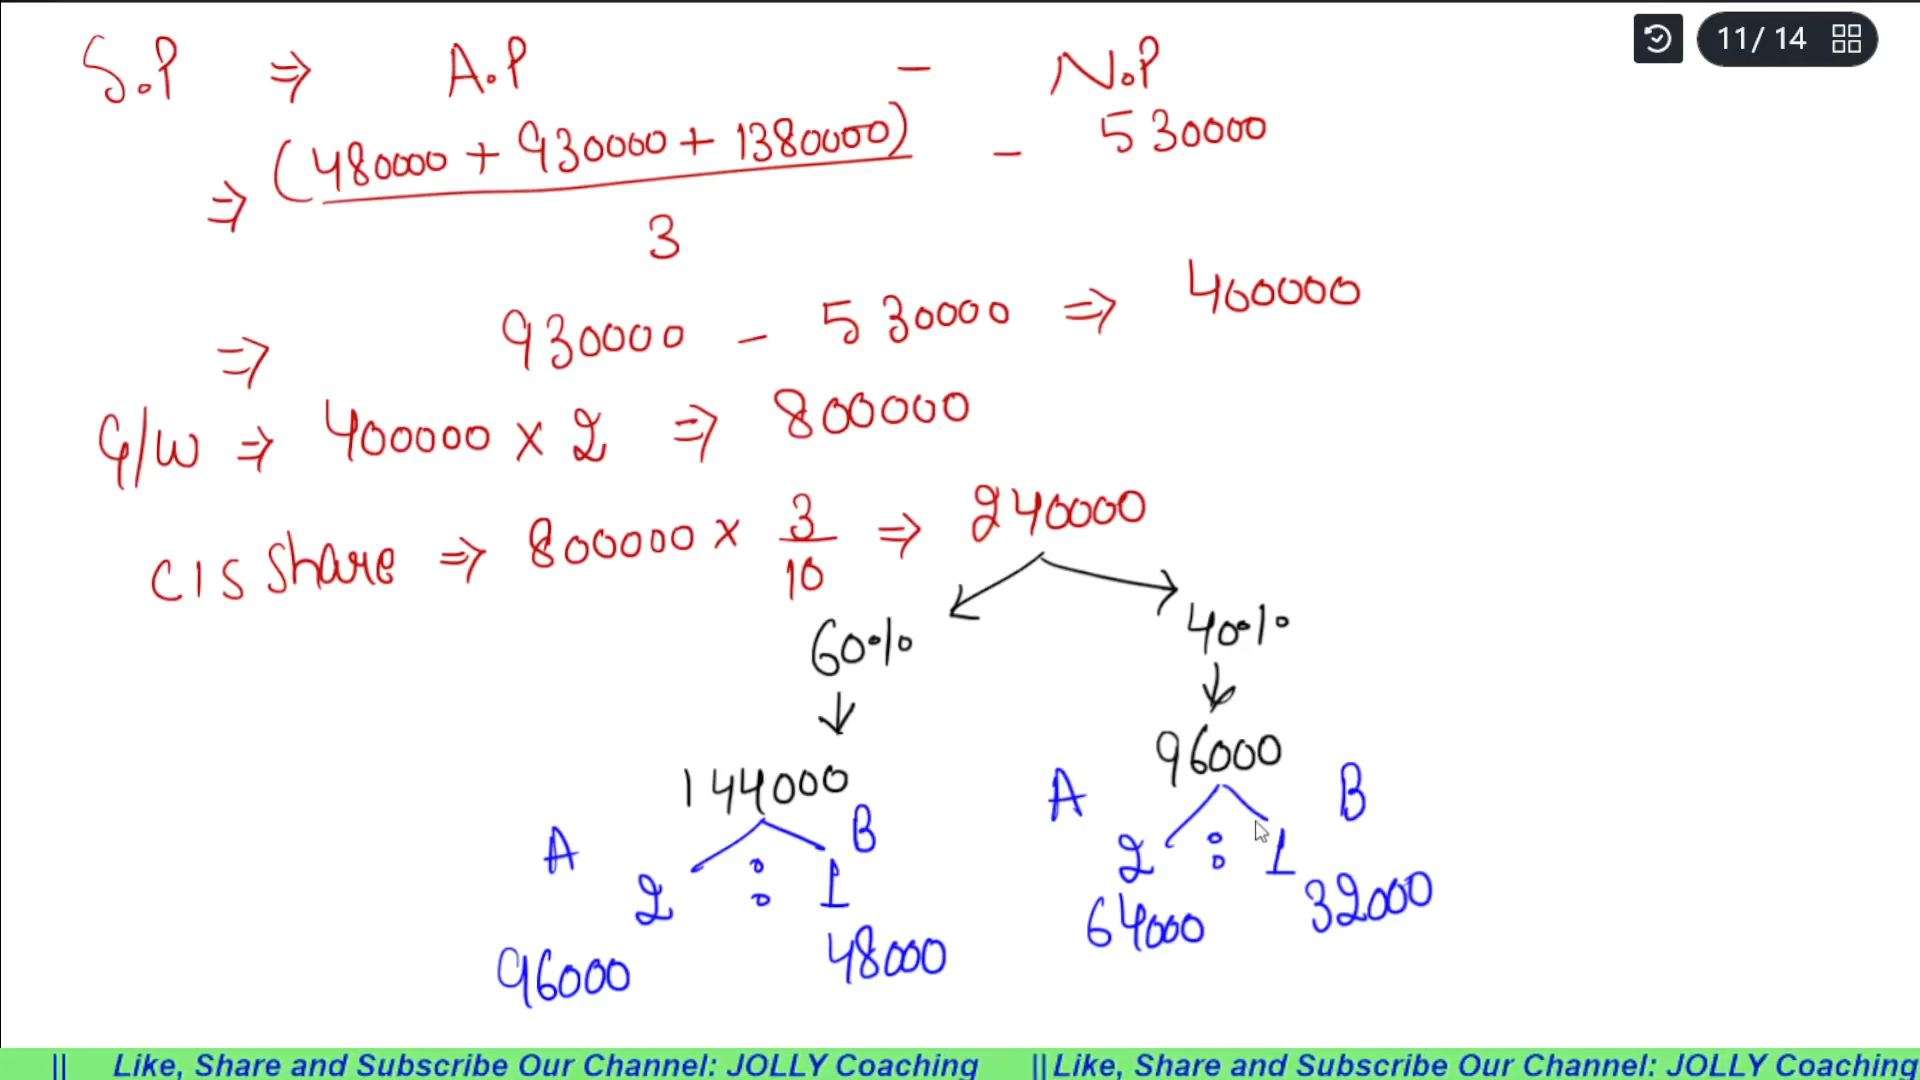 11/ 14
S.P ⇒ A.P - N.P
⇒ (480000 + 930000 + 1380000) / 3 - 530000
⇒ 930000 - 530000 ⇒ 400000
G/W ⇒ 400000 × 2 ⇒ 800000
C's Share ⇒ 800000 × 3/10 ⇒ 240000
60% 40%
144000 96000
A B A B
2 : 1 2 : 1
96000 48000 64000 32000
|| Like, Share and Subscribe Our Channel: JOLLY Coaching || Like, Share and Subscribe Our Channel: JOLLY Coaching